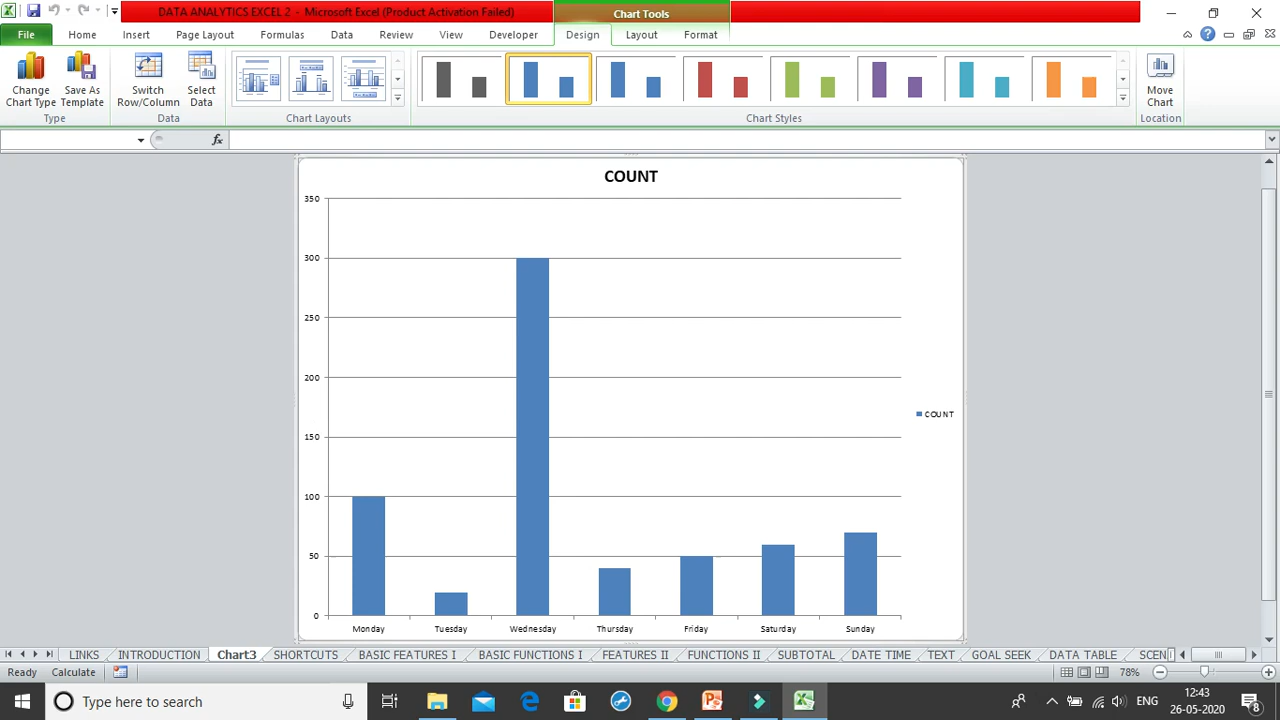 DATA ANALYTICS EXCEL 2 - Microsoft Excel (Product Activation Failed)
Chart Tools
File Home Insert Page Layout Formulas Data Review View Developer Design Layout Format
Change Chart Type
Save As Template
Switch Row/Column
Select Data
Move Chart
Type Data Chart Layouts Chart Styles Location
fx
COUNT
350
300
250
200
150
100
50
0
COUNT
Monday Tuesday Wednesday Thursday Friday Saturday Sunday
LINKS INTRODUCTION Chart3 SHORTCUTS BASIC FEATURES I BASIC FUNCTIONS I FEATURES II FUNCTIONS II SUBTOTAL DATE TIME TEXT GOAL SEEK DATA TABLE SCEN
Ready Calculate 78%
Type here to search
ENG
12:43
26-05-2020
8